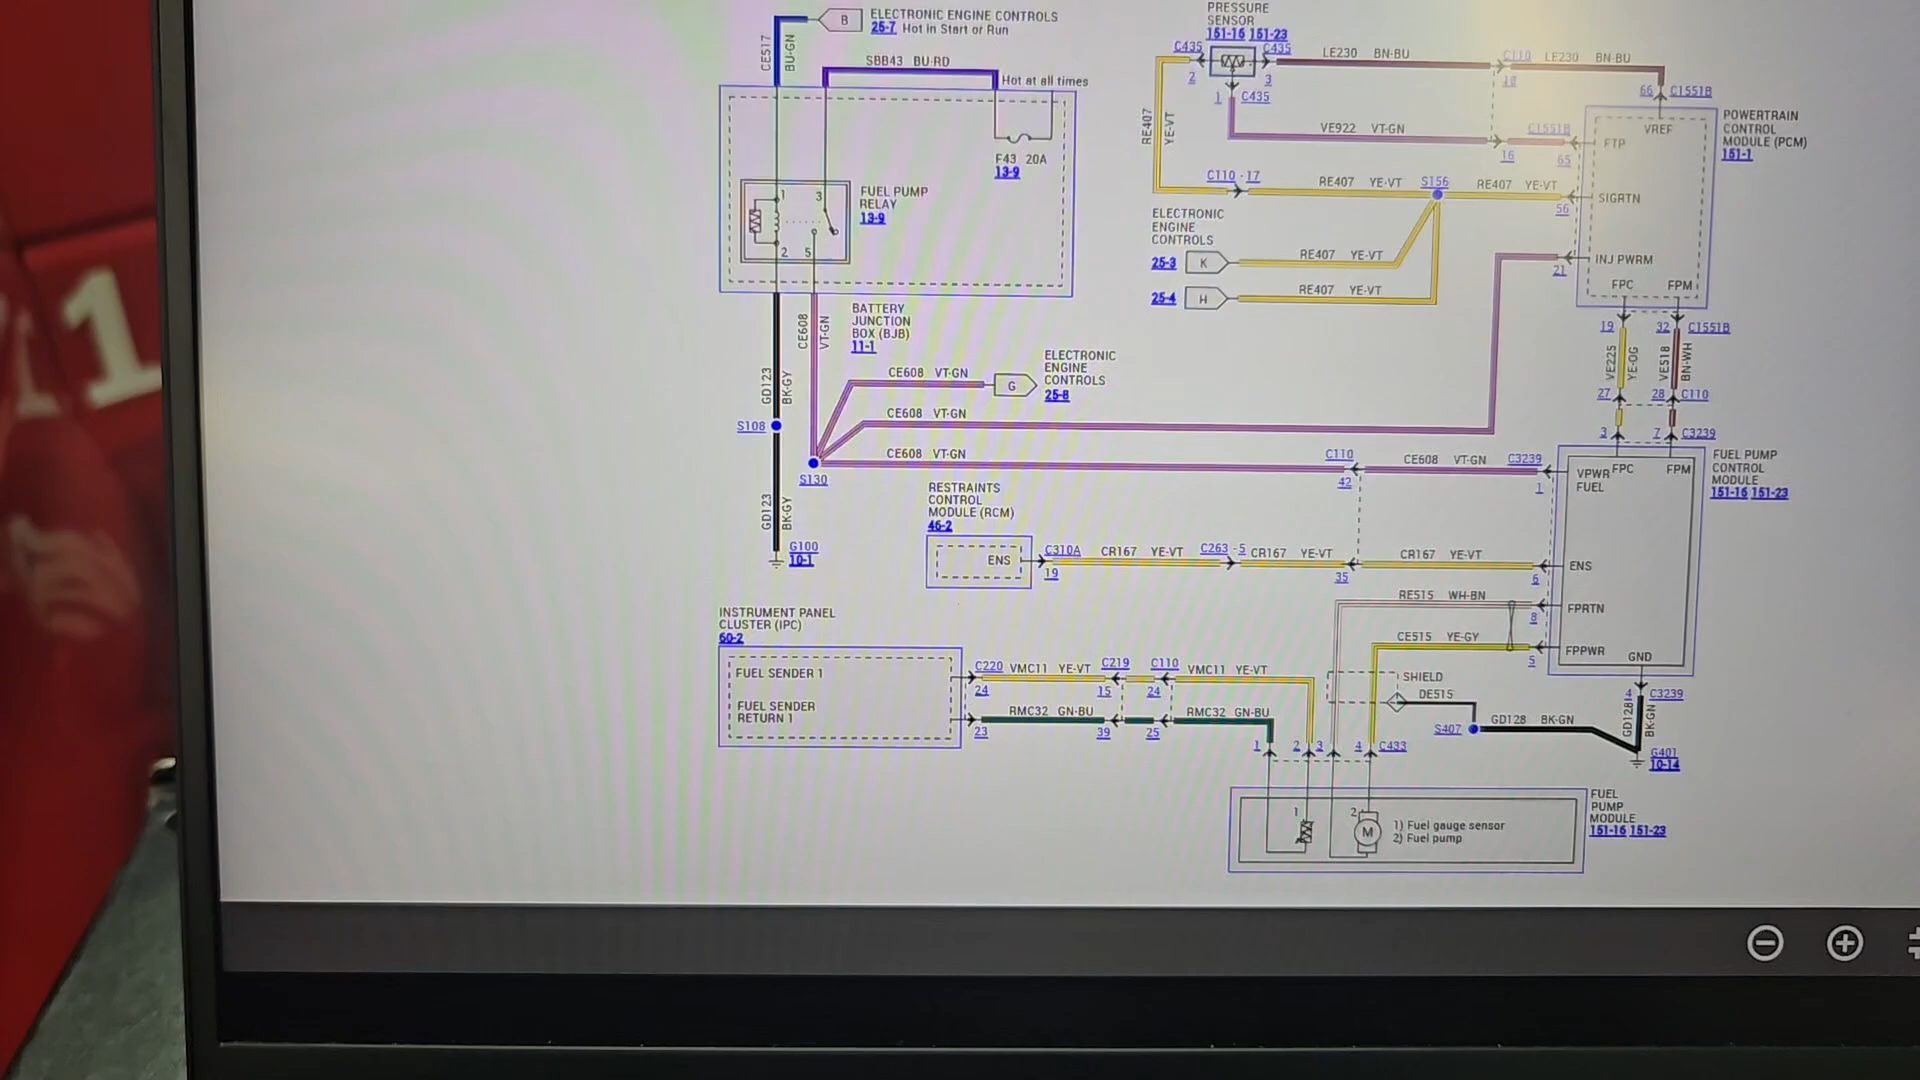 B
ELECTRONIC ENGINE CONTROLS
25-7 Hot in Start or Run
CE517
BU-GN
SBB43 BU-RD
Hot at all times
F43 20A
13-9
1
3
2
5
FUEL PUMP
RELAY
13-9
BATTERY
JUNCTION
BOX (BJB)
11-1
CE608
VT-GN
GD123
BK-GY
S108
GD123
BK-GY
G100
10-1
S130
CE608 VT-GN
G
ELECTRONIC
ENGINE
CONTROLS
25-8
CE608 VT-GN
CE608 VT-GN
C110
42
CE608 VT-GN
C3239
1
PRESSURE
SENSOR
151-16 151-23
C435
2
C435
3
1
C435
LE230 BN-BU
C110
18
LE230 BN-BU
66
C1551B
RE407
YE-VT
VE922 VT-GN
16
C1551B
65
C110 - 17
RE407 YE-VT
S156
RE407 YE-VT
56
ELECTRONIC
ENGINE
CONTROLS
25-3
K
RE407 YE-VT
25-4
H
RE407 YE-VT
21
VREF
FTP
SIGRTN
INJ PWRM
FPC
FPM
POWERTRAIN
CONTROL
MODULE (PCM)
151-1
19
32
C1551B
VE225
YE-OG
VE518
BN-WH
27
28
C110
3
7
C3239
FUEL PUMP
CONTROL
MODULE
151-16 151-23
VPWR
FUEL
FPC
FPM
ENS
FPRTN
FPPWR
GND
RESTRAINTS
CONTROL
MODULE (RCM)
46-2
ENS
C310A
19
CR167 YE-VT
C263 - 5
CR167 YE-VT
35
CR167 YE-VT
6
RE515 WH-BN
8
CE515 YE-GY
5
4
C3239
GD128
BK-GN
SHIELD
DE515
S407
GD128 BK-GN
G401
10-14
INSTRUMENT PANEL
CLUSTER (IPC)
60-2
FUEL SENDER 1
FUEL SENDER
RETURN 1
C220
24
VMC11 YE-VT
C219
15
C110
24
VMC11 YE-VT
23
RMC32 GN-BU
39
25
RMC32 GN-BU
1
2
3
4
C433
1
2
M
1) Fuel gauge sensor
2) Fuel pump
FUEL
PUMP
MODULE
151-16 151-23
1